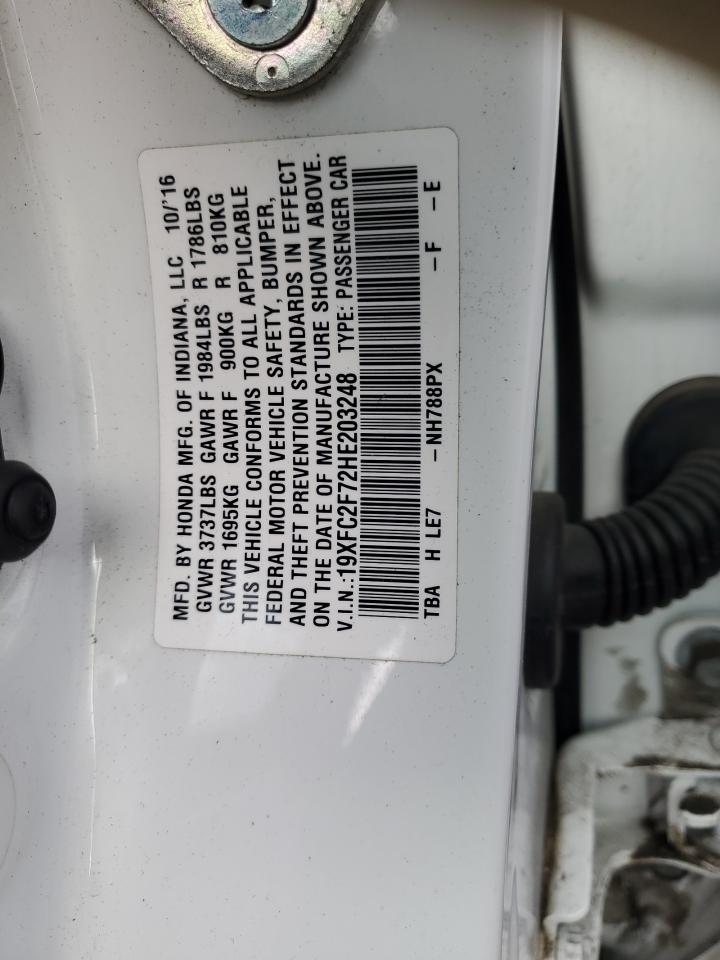 MFD. BY HONDA MFG. OF INDIANA, LLC 10/'16
GVWR 3737LBS GAWR F 1984LBS R 1786LBS
GVWR 1695KG GAWR F 900KG R 810KG
THIS VEHICLE CONFORMS TO ALL APPLICABLE
FEDERAL MOTOR VEHICLE SAFETY, BUMPER,
AND THEFT PREVENTION STANDARDS IN EFFECT
ON THE DATE OF MANUFACTURE SHOWN ABOVE.
V.I.N.:19XFC2F72HE203248 TYPE: PASSENGER CAR
TBA H LE7 -NH788PX -F -E